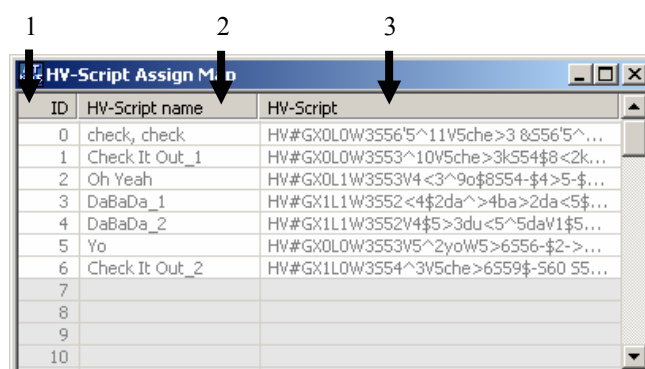 1 2 3
HV-Script Assign Map
ID HV-Script name HV-Script
0 check, check HV#GX0L0W3S56'5^11V5che>3 &S56'5^...
1 Check It Out_1 HV#GX0L0W3S53^10V5che>3kS54$8<2k...
2 Oh Yeah HV#GX0L1W3S53V4<3^9o$8S54-$4>5-$...
3 DaBaDa_1 HV#GX1L1W3S52<4$2da^>4ba>2da<5$...
4 DaBaDa_2 HV#GX1L1W3S52V4$5>3du<5^5daV1$5...
5 Yo HV#GX0L0W3S53V5^2yoW5>6S56-$2->...
6 Check It Out_2 HV#GX1L0W3S54^3V5che>6S59$-S60 S5...
7
8
9
10